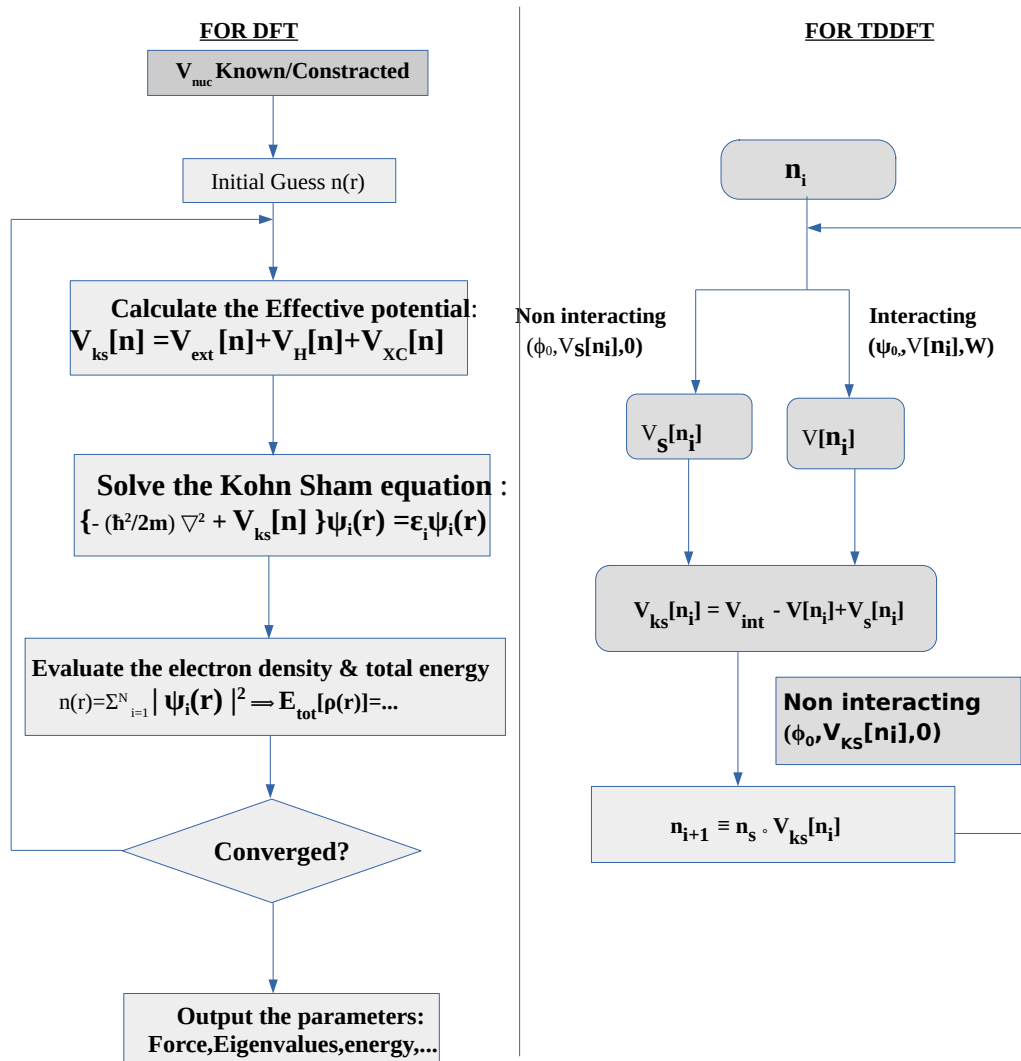 FOR DFT
V_nuc Known/Constracted
Initial Guess n(r)
Calculate the Effective potential:
V_ks[n] =V_ext [n]+V_H[n]+V_XC[n]
Solve the Kohn Sham equation :
{- (ħ²/2m) ▽² + V_ks[n] }ψ_i(r) =ε_iψ_i(r)
Evaluate the electron density & total energy
n(r)=Σ^N_i=1| ψ_i(r) |² ⟹ E_tot[ρ(r)]=...
Converged?
Output the parameters:
Force,Eigenvalues,energy,...
FOR TDDFT
n_i
Non interacting
(ϕ₀,Vs[n_i],0)
Interacting
(ψ₀,,V[n_i],W)
V_s[n_i]
V[n_i]
V_ks[n_i] = V_int - V[n_i]+V_s[n_i]
Non interacting
(ϕ₀,V_KS[n_i],0)
n_i+1 ≡ n_s ∘ V_ks[n_i]